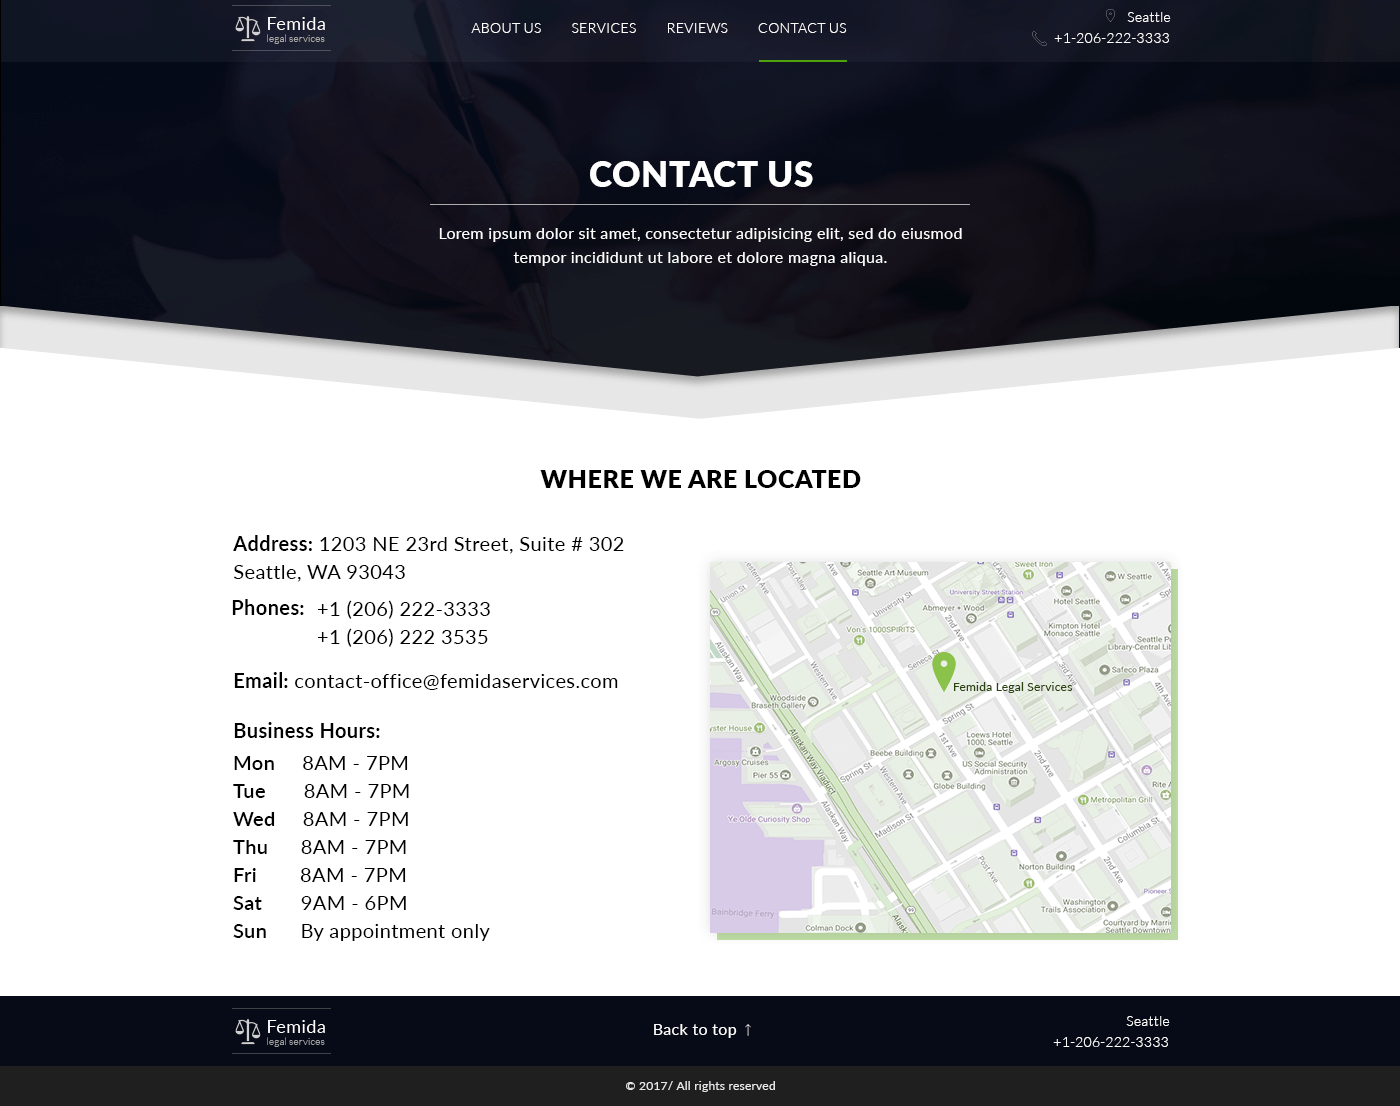 Femida
legal services
ABOUT US
SERVICES
REVIEWS
CONTACT US
Seattle
+1-206-222-3333
CONTACT US
Lorem ipsum dolor sit amet, consectetur adipisicing elit, sed do eiusmod
tempor incididunt ut labore et dolore magna aliqua.
WHERE WE ARE LOCATED
Address: 1203 NE 23rd Street, Suite # 302
Seattle, WA 93043
Phones: +1 (206) 222-3333
+1 (206) 222 3535
Email: contact-office@femidaservices.com
Business Hours:
Mon 8AM - 7PM
Tue 8AM - 7PM
Wed 8AM - 7PM
Thu 8AM - 7PM
Fri 8AM - 7PM
Sat 9AM - 6PM
Sun By appointment only
Western Ave
Post Alley
Seattle Art Museum
Sweet Iron
W Seattle
Union St
University St
University Street Station
Hotel Seattle
Abmeyer + Wood
2nd Ave
Kimpton Hotel
Monaco Seattle
Von's 1000SPIRITS
Seattle Pu
Library-Central Lib
Alaskan Way
Western Ave
Seneca St
3rd Ave
Safeco Plaza
4th Ave
Femida Legal Services
Woodside
Braseth Gallery
Spring St
yster House
Alaskan Way Viaduct
1st Ave
Loews Hotel
1000, Seattle
Beebe Building
2nd Ave
Argosy Cruises
Pier 55
Spring St
Western Ave
US Social Security
Administration
Globe Building
Rite A
Metropolitan Grill
Ye Olde Curiosity Shop
Alaskan Way
Madison St
Columbia St
Post Ave
Norton Building
2nd Ave
Pioneer S
Bainbridge Ferry
Colman Dock
Alask
Washington
Trails Association
Courtyard by Marrio
Seattle Downtown
Femida
legal services
Back to top ↑
Seattle
+1-206-222-3333
© 2017/ All rights reserved